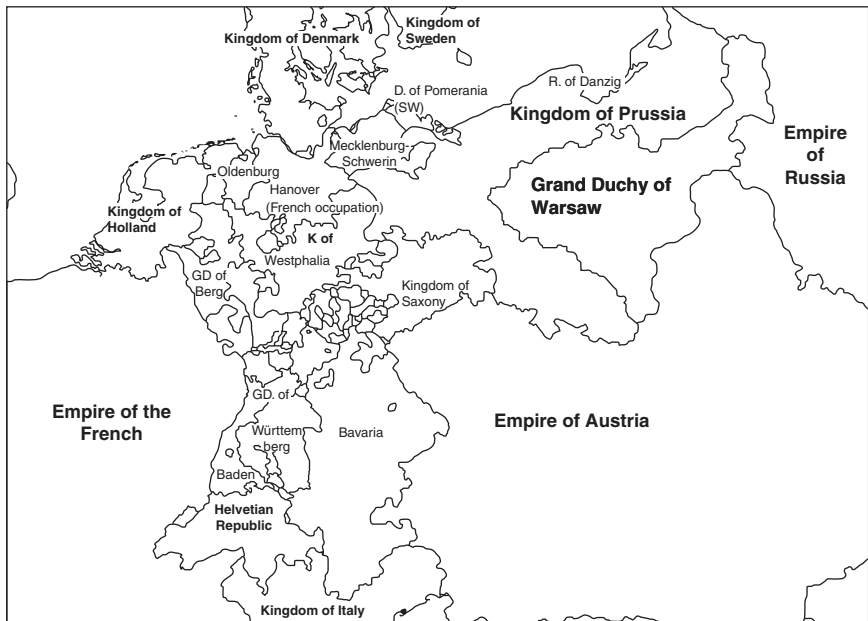 Kingdom of Denmark
Kingdom of
Sweden
D. of Pomerania
(SW)
R. of Danzig
Kingdom of Prussia
Empire
of
Russia
Mecklenburg-
Schwerin
Oldenburg
Hanover
(French occupation)
Grand Duchy of
Warsaw
Kingdom of
Holland
K of
Westphalia
GD of
Berg
Kingdom of
Saxony
GD. of
Empire of the
French
Württem
berg
Bavaria
Empire of Austria
Baden
Helvetian
Republic
Kingdom of Italy